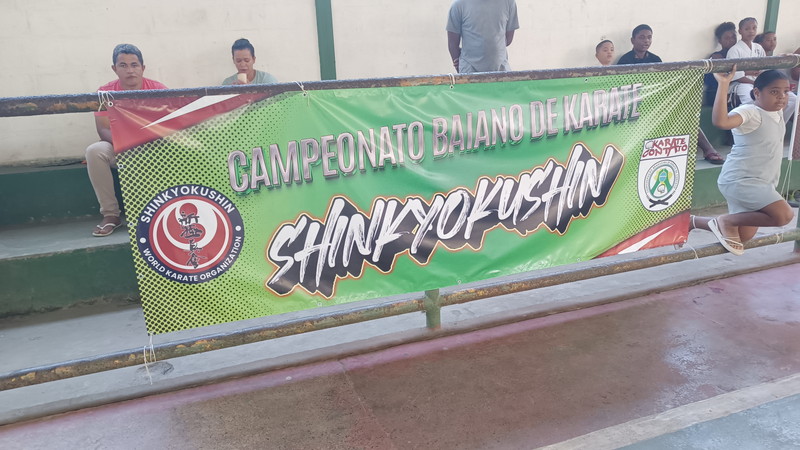 CAMPEONATO BAIANO DE KARATE
SHINKYOKUSHIN
SHINKYOKUSHIN
WORLD KARATE ORGANIZATION
KARATE
CONTATO